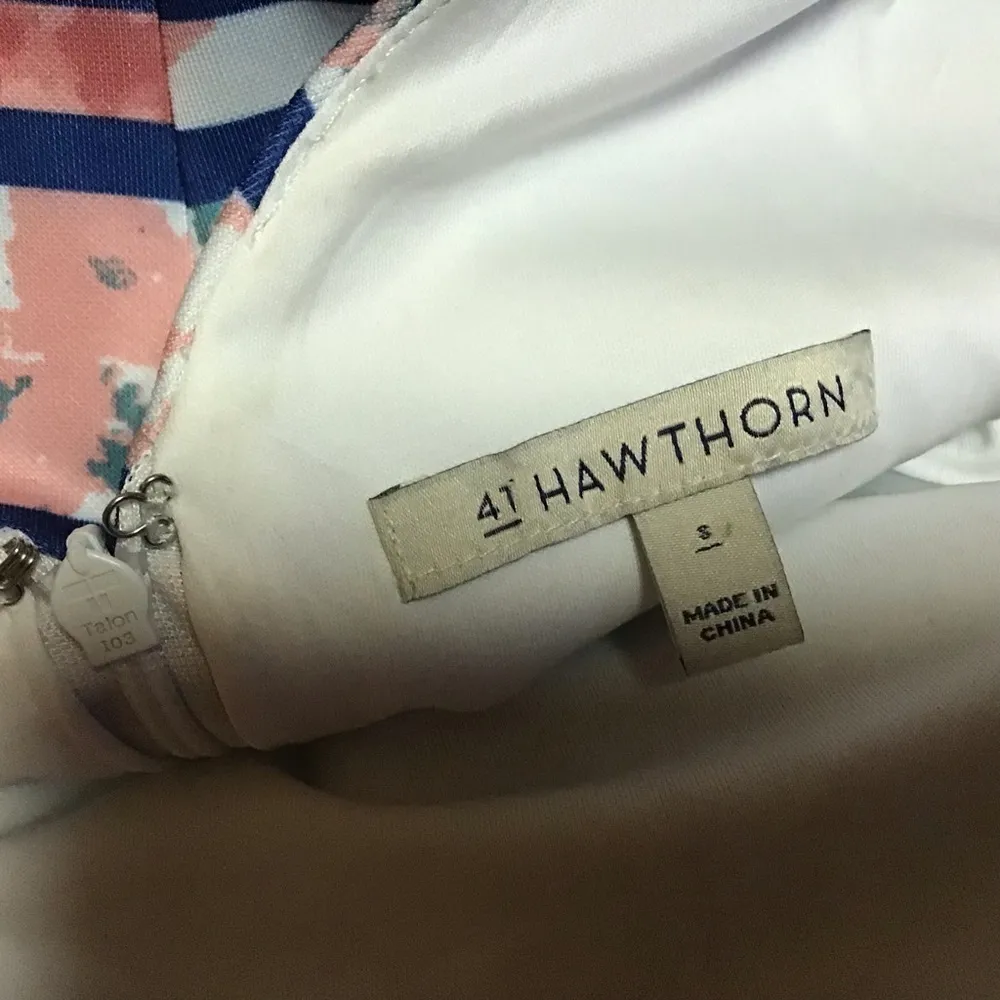 41 HAWTHORN
S
MADE IN
CHINA
Talon
103